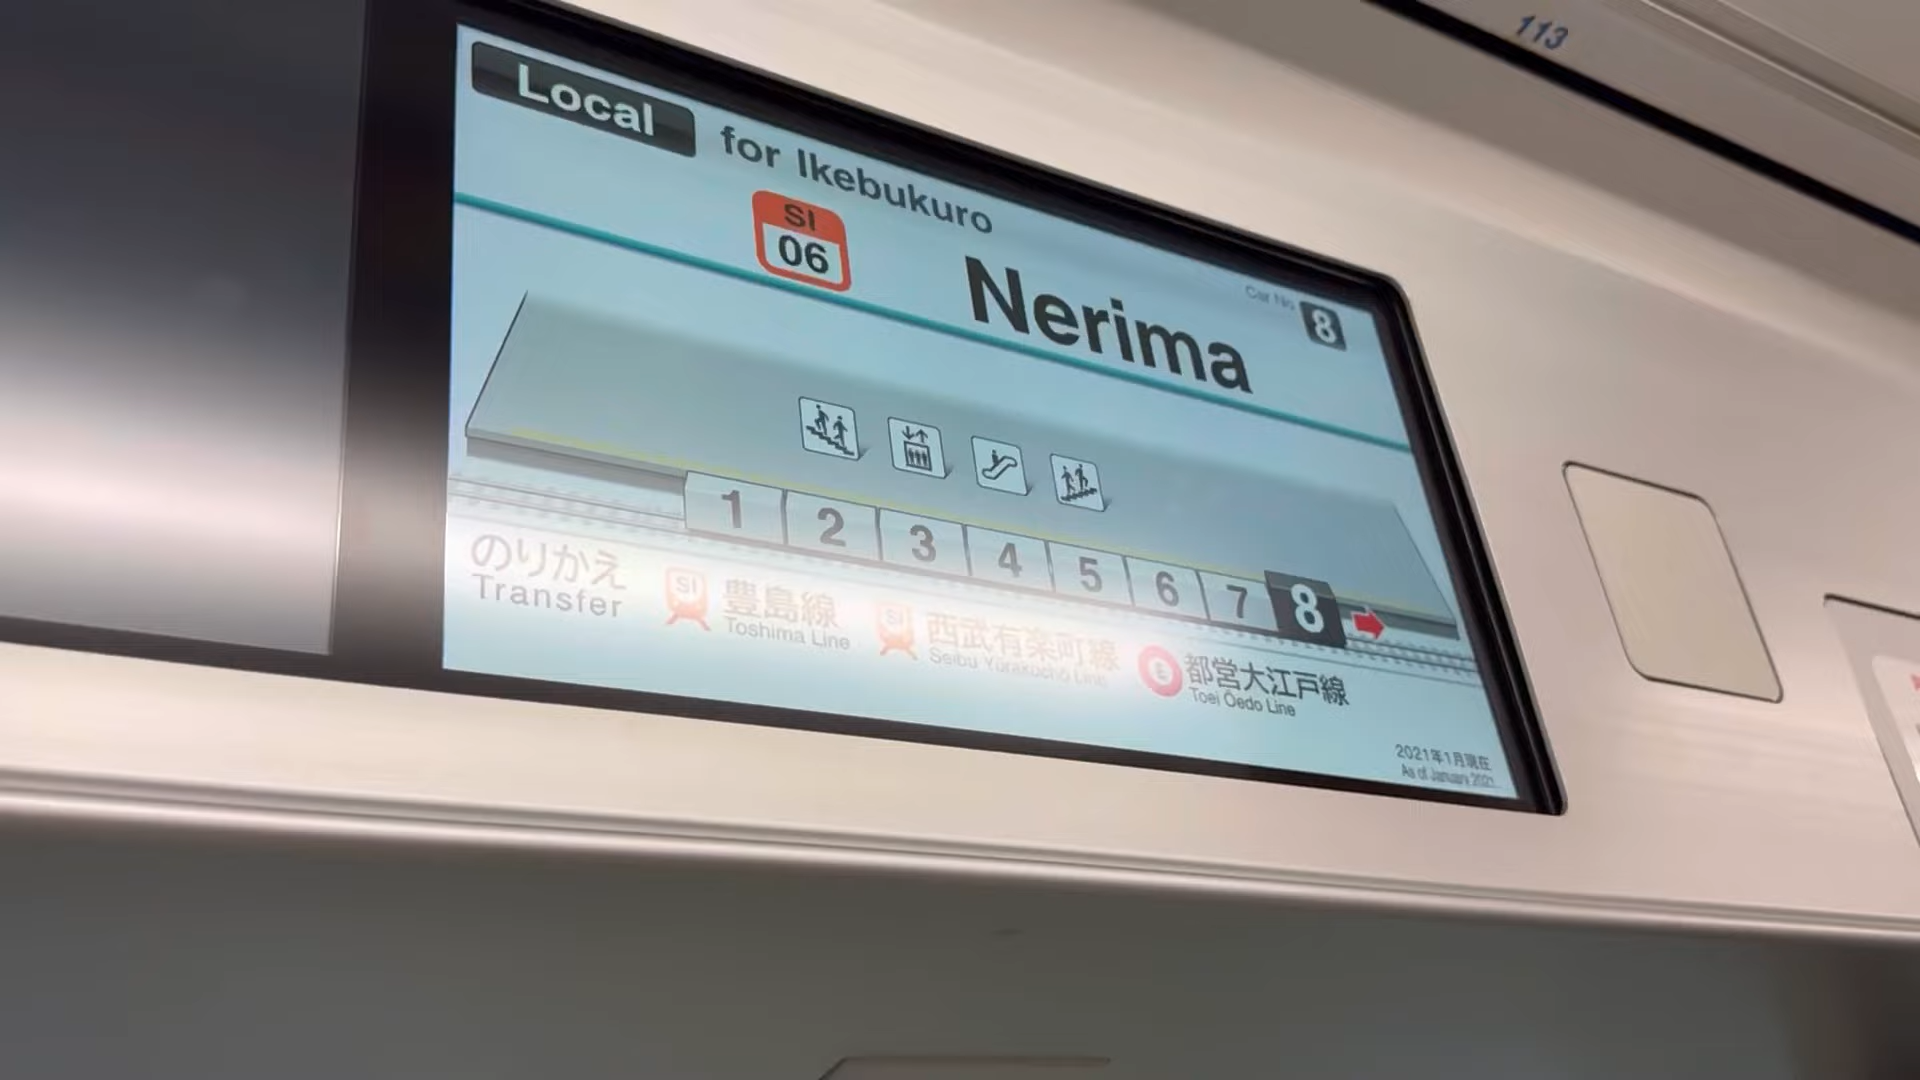 113
Local for Ikebukuro
SI
06
Nerima
Car No. 8
1 2 3 4 5 6 7 8
のりかえ
Transfer
SI 豊島線
Toshima Line
SI 西武有楽町線
Seibu Yūrakuchō Line
E 都営大江戸線
Toei Ōedo Line
2021年1月現在
As of January 2021